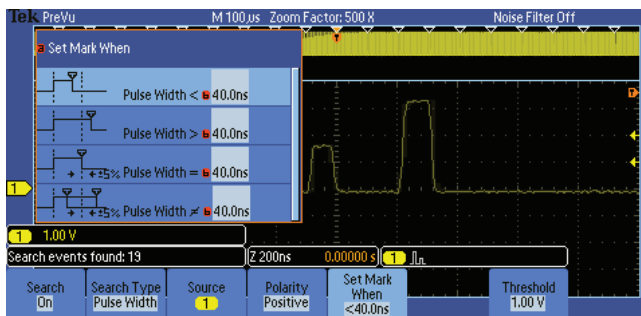 Tek PreVu M 100µs Zoom Factor: 500 X Noise Filter Off
a Set Mark When
Pulse Width < b 40.0ns
Pulse Width > b 40.0ns
±5% Pulse Width = b 40.0ns
±5% Pulse Width ≠ b 40.0ns
1
1 1.00 V
Search events found: 19 Z 200ns 0.00000 s 1
Search On
Search Type Pulse Width
Source 1
Polarity Positive
Set Mark When <40.0ns
Threshold 1.00 V